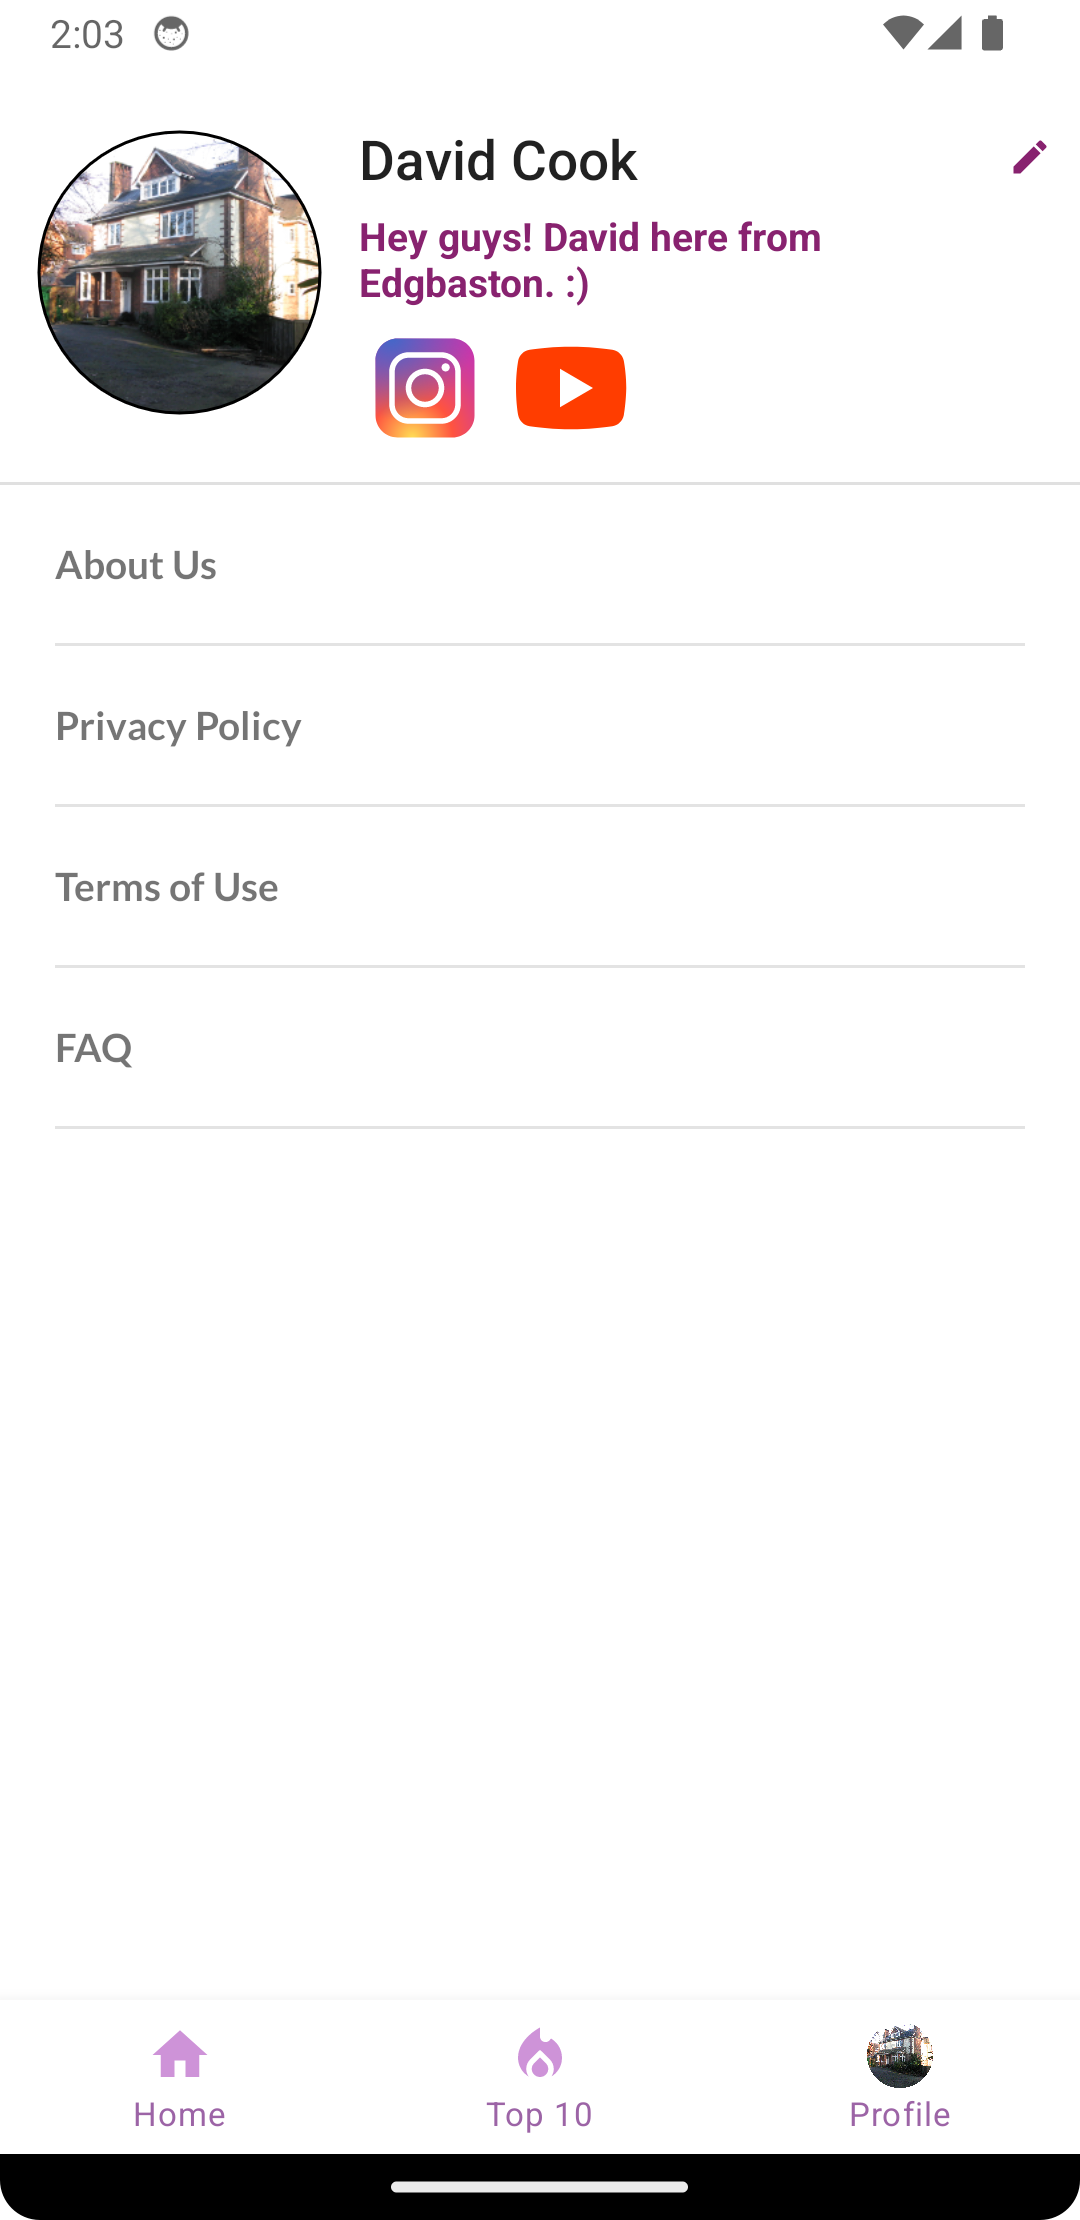 2:03
David Cook
Hey guys! David here from
Edgbaston. :)
About Us
Privacy Policy
Terms of Use
FAQ
Home
Top 10
Profile